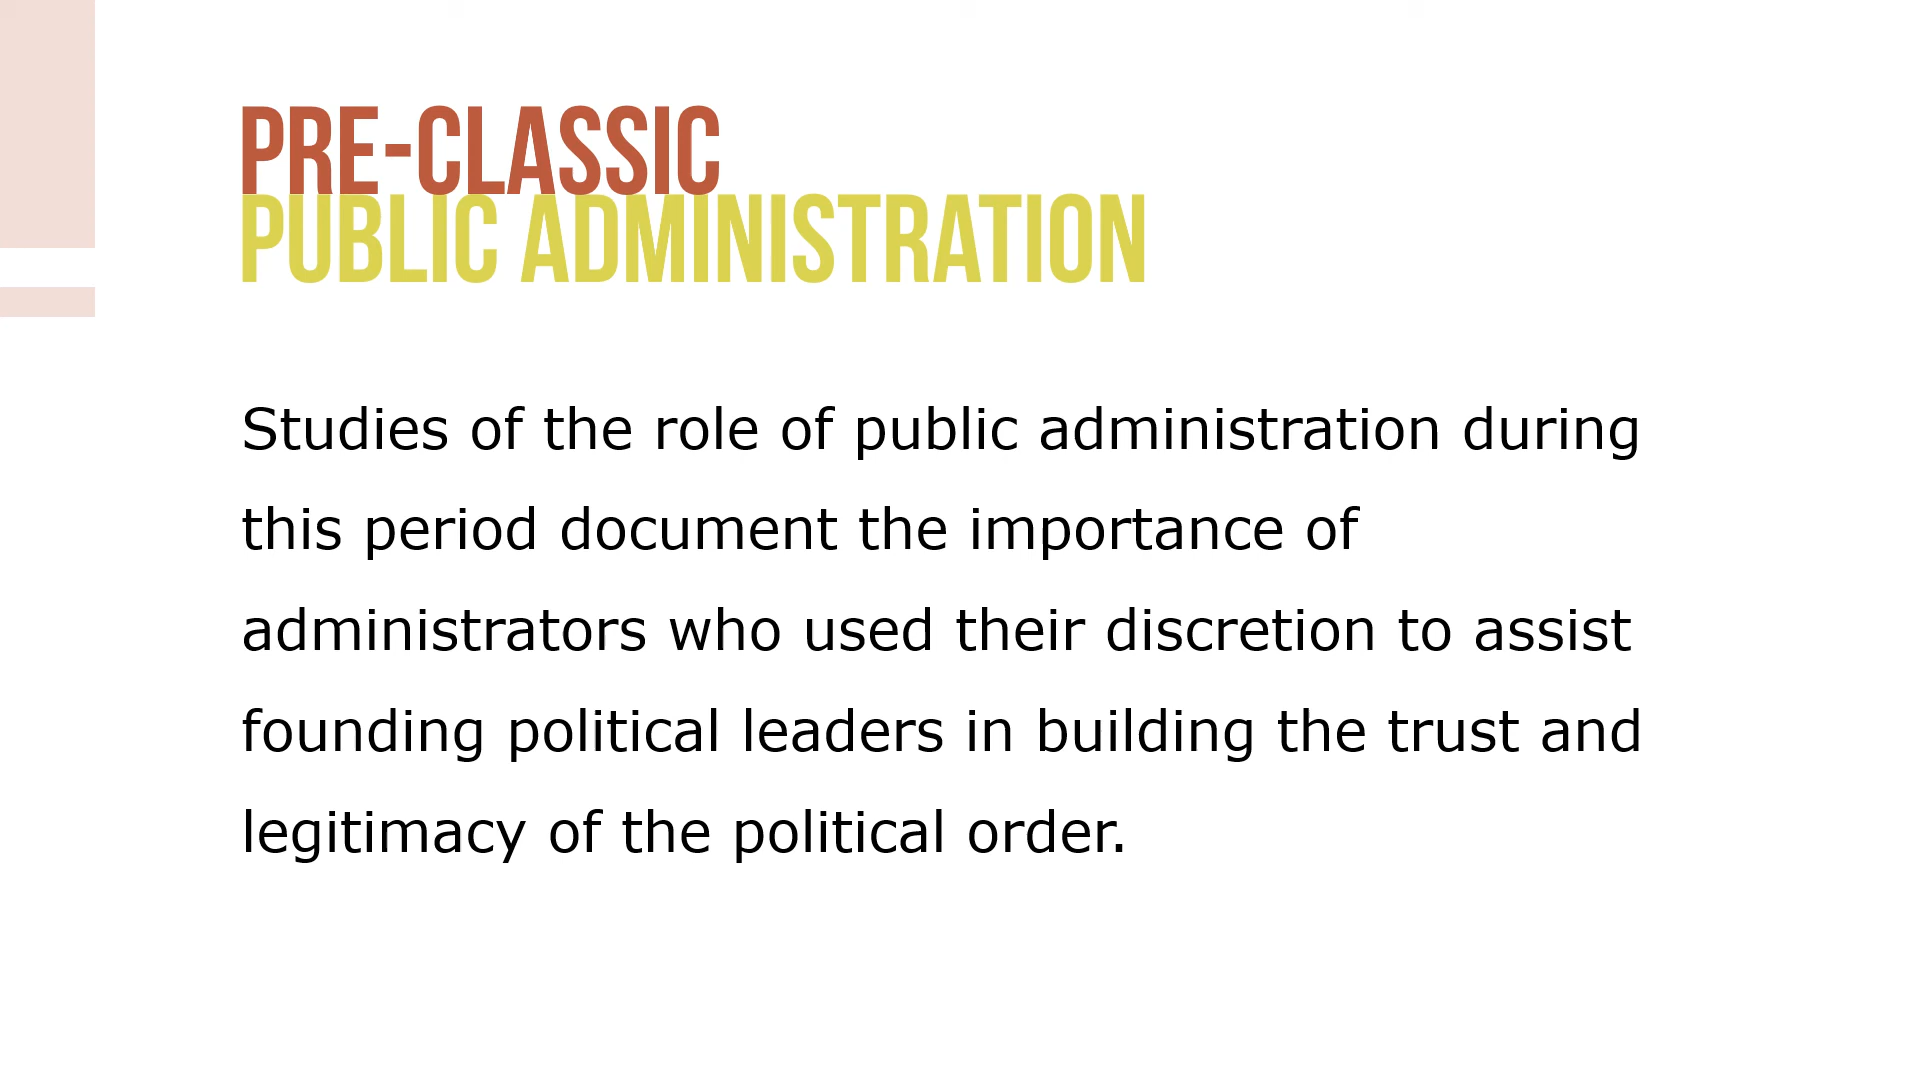 PRE-CLASSIC
PUBLIC ADMINISTRATION
Studies of the role of public administration during
this period document the importance of
administrators who used their discretion to assist
founding political leaders in building the trust and
legitimacy of the political order.